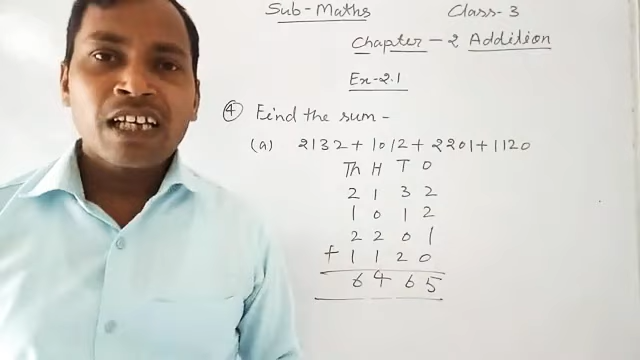 Sub-Maths Class-3
Chapter-2 Addition
Ex-2.1
④ Find the sum-
(a) 2132+1012+2201+1120
Th H T O
2 1 3 2
1 0 1 2
2 2 0 1
+ 1 1 2 0
6 4 6 5